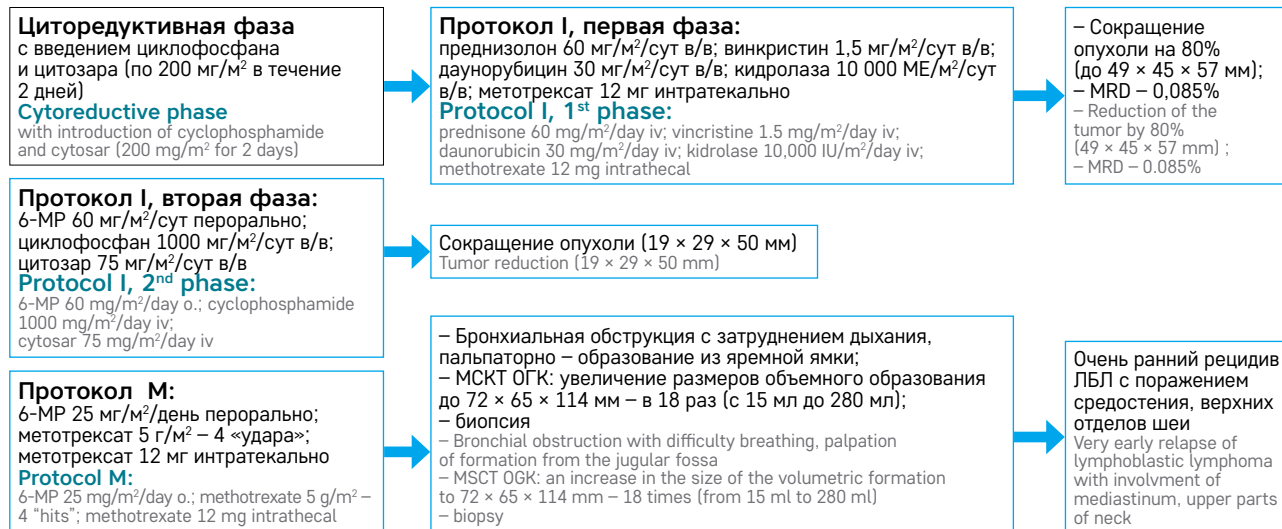 Циторедуктивная фаза
с введением циклофосфана
и цитозара (по 200 мг/м² в течение
2 дней)
Cytoreductive phase
with introduction of cyclophosphamide
and cytosar (200 mg/m² for 2 days)
Протокол I, первая фаза:
преднизолон 60 мг/м²/сут в/в; винкристин 1,5 мг/м²/сут в/в;
даунорубицин 30 мг/м²/сут в/в; кидролаза 10 000 МЕ/м²/сут
в/в; метотрексат 12 мг интратекально
Protocol I, 1st phase:
prednisone 60 mg/m²/day iv; vincristine 1.5 mg/m²/day iv;
daunorubicin 30 mg/m²/day iv; kidrolase 10,000 IU/m²/day iv;
methotrexate 12 mg intrathecal
– Сокращение
опухоли на 80%
(до 49 × 45 × 57 мм);
– MRD – 0,085%
– Reduction of the
tumor by 80%
(49 × 45 × 57 mm) ;
– MRD – 0.085%
Протокол I, вторая фаза:
6-МР 60 мг/м²/сут перорально;
циклофосфан 1000 мг/м²/сут в/в;
цитозар 75 мг/м²/сут в/в
Protocol I, 2nd phase:
6-MP 60 mg/m²/day o.; cyclophosphamide
1000 mg/m²/day iv;
cytosar 75 mg/m²/day iv
Сокращение опухоли (19 × 29 × 50 мм)
Tumor reduction (19 × 29 × 50 mm)
Протокол М:
6-МР 25 мг/м²/день перорально;
метотрексат 5 г/м² – 4 «удара»;
метотрексат 12 мг интратекально
Protocol M:
6-MP 25 mg/m²/day o.; methotrexate 5 g/m² –
4 “hits”; methotrexate 12 mg intrathecal
– Бронхиальная обструкция с затруднением дыхания,
пальпаторно – образование из яремной ямки;
– МСКТ ОГК: увеличение размеров объемного образования
до 72 × 65 × 114 мм – в 18 раз (с 15 мл до 280 мл);
– биопсия
– Bronchial obstruction with difficulty breathing, palpation
of formation from the jugular fossa
– MSCT OGK: an increase in the size of the volumetric formation
to 72 × 65 × 114 mm – 18 times (from 15 ml to 280 ml)
– biopsy
Очень ранний рецидив
ЛБЛ с поражением
средостения, верхних
отделов шеи
Very early relapse of
lymphoblastic lymphoma
with involvment of
mediastinum, upper parts
of neck